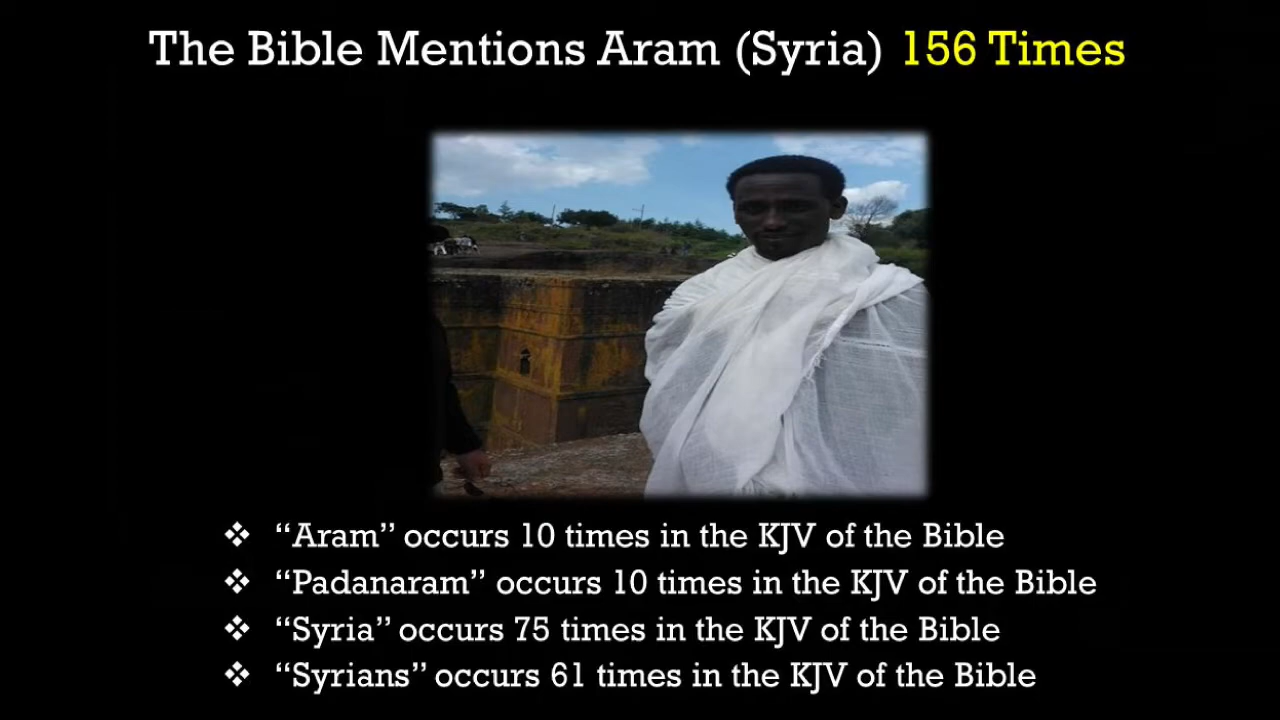 The Bible Mentions Aram (Syria) 156 Times
❖ “Aram” occurs 10 times in the KJV of the Bible
❖ “Padanaram” occurs 10 times in the KJV of the Bible
❖ “Syria” occurs 75 times in the KJV of the Bible
❖ “Syrians” occurs 61 times in the KJV of the Bible